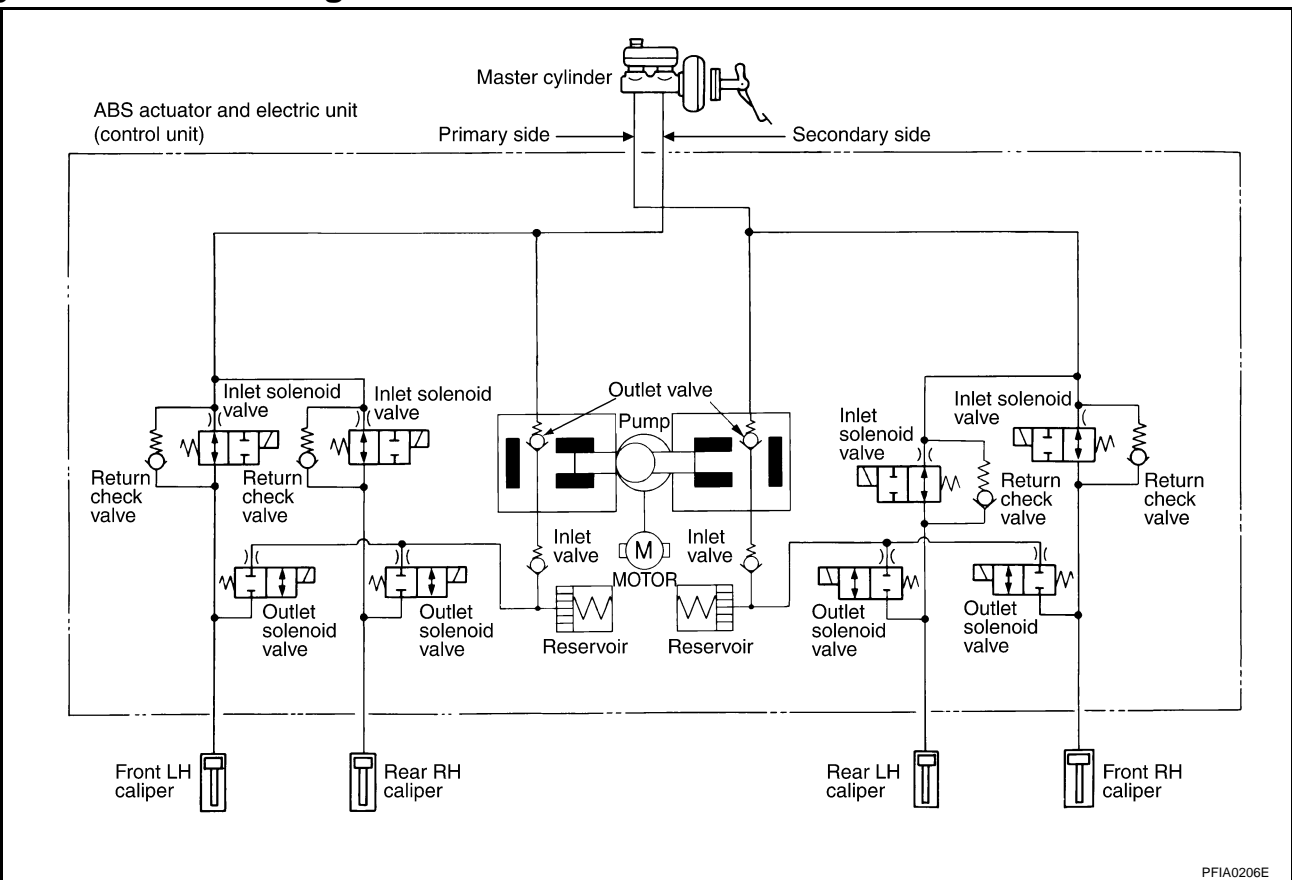 Master cylinder
ABS actuator and electric unit
(control unit)
Primary side
Secondary side
Inlet solenoid
valve
Inlet solenoid
valve
Outlet valve
Pump
Inlet
solenoid
valve
Inlet solenoid
valve
Return
check
valve
Return
check
valve
Return
check
valve
Return
check
valve
Inlet
valve
M
MOTOR
Inlet
valve
Outlet
solenoid
valve
Outlet
solenoid
valve
Reservoir
Reservoir
Outlet
solenoid
valve
Outlet
solenoid
valve
Front LH
caliper
Rear RH
caliper
Rear LH
caliper
Front RH
caliper
PFIA0206E